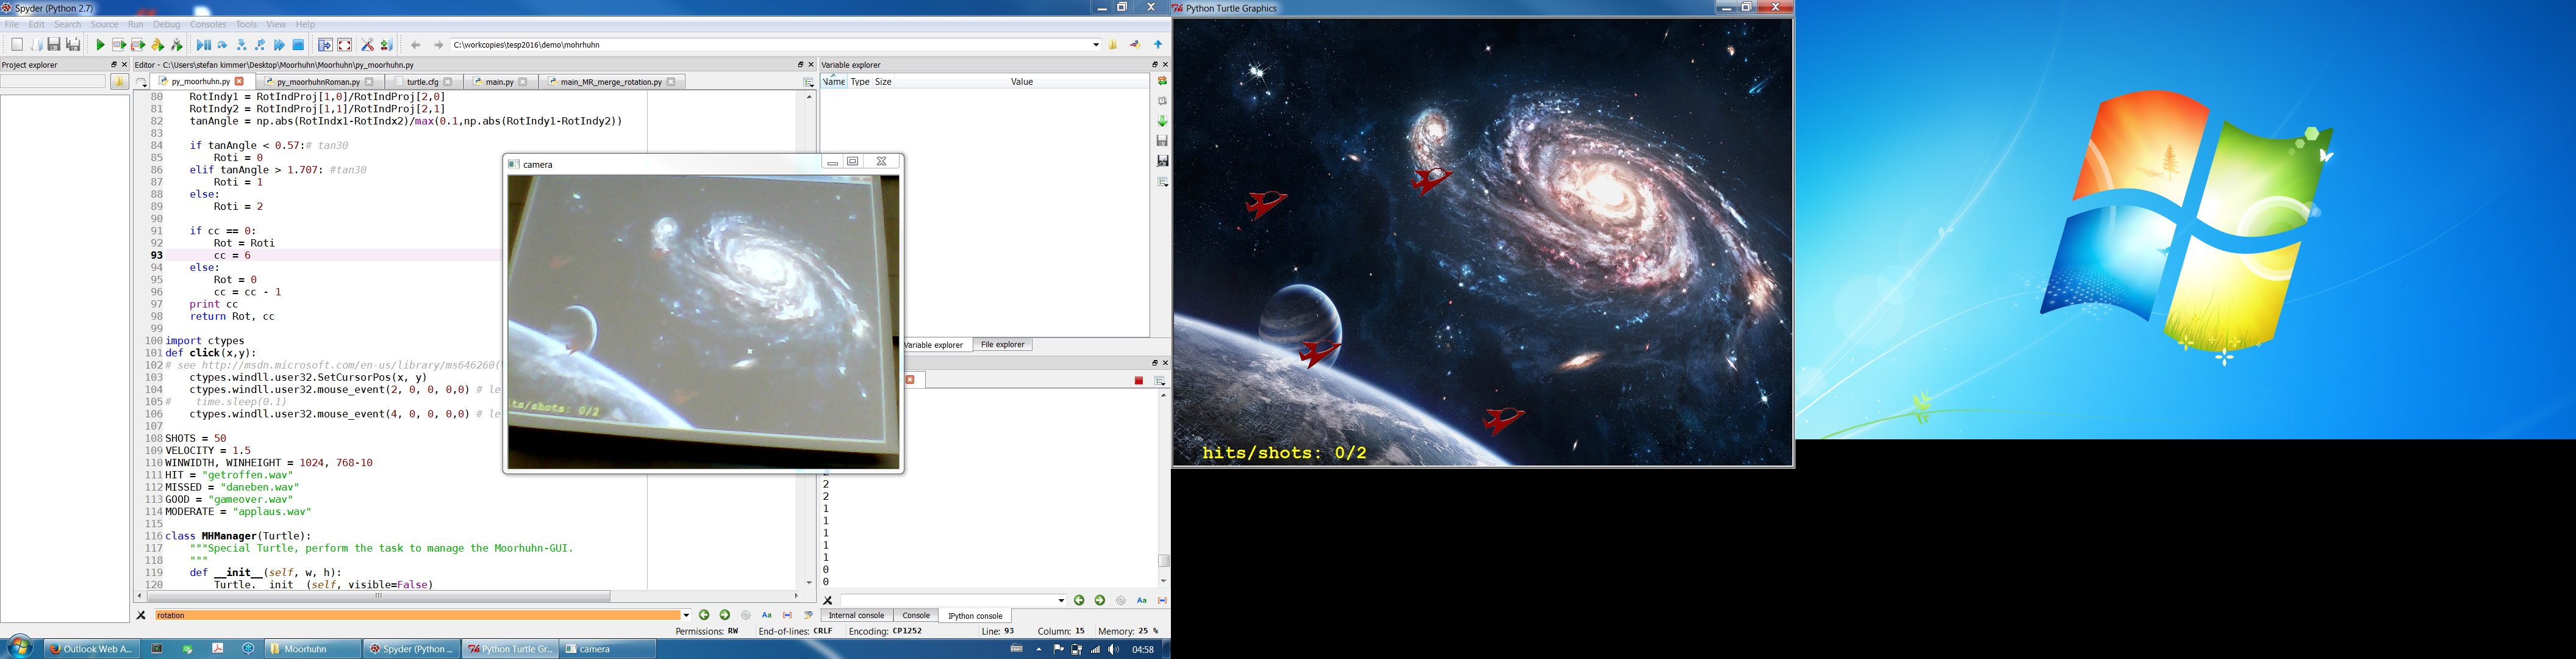 Spyder (Python 2.7)
File Edit Search Source Run Debug Consoles Tools View Help
C:\workcopies\tesp2016\demo\mohrhuhn
Project explorer
Editor - C:\Users\stefan kimmer\Desktop\Moorhuhn\Moorhuhn\py_moorhuhn.py
py_moorhuhn.py py_moorhuhnRoman.py turtle.cfg main.py main_MR_merge_rotation.py
80 RotIndy1 = RotIndProj[1,0]/RotIndProj[2,0]
81 RotIndy2 = RotIndProj[1,1]/RotIndProj[2,1]
82 tanAngle = np.abs(RotIndx1-RotIndx2)/max(0.1,np.abs(RotIndy1-RotIndy2))
83
84 if tanAngle < 0.57:# tan30
85 Roti = 0
86 elif tanAngle > 1.707: #tan30
87 Roti = 1
88 else:
89 Roti = 2
90
91 if cc == 0:
92 Rot = Roti
93 cc = 6
94 else:
95 Rot = 0
96 cc = cc - 1
97 print cc
98 return Rot, cc
99
100 import ctypes
101 def click(x,y):
102 # see http://msdn.microsoft.com/en-us/library/ms646260(
103 ctypes.windll.user32.SetCursorPos(x, y)
104 ctypes.windll.user32.mouse_event(2, 0, 0, 0,0) # le
105 # time.sleep(0.1)
106 ctypes.windll.user32.mouse_event(4, 0, 0, 0,0) # le
107
108 SHOTS = 50
109 VELOCITY = 1.5
110 WINWIDTH, WINHEIGHT = 1024, 768-10
111 HIT = "getroffen.wav"
112 MISSED = "daneben.wav"
113 GOOD = "gameover.wav"
114 MODERATE = "applaus.wav"
115
116 class MHManager(Turtle):
117 """Special Turtle, perform the task to manage the Moorhuhn-GUI.
118 """
119 def __init__(self, w, h):
120 Turtle.__init__(self, visible=False)
rotation
camera
its/shots: 0/2
Variable explorer
Name Type Size Value
Variable explorer File explorer
2
2
1
1
1
1
1
0
0
Aa
Aa
Internal console Console IPython console
Permissions: RW End-of-lines: CRLF Encoding: CP1252 Line: 93 Column: 15 Memory: 25 %
Outlook Web A... Moorhuhn Spyder (Python ... Python Turtle Gr... camera
04:58
Python Turtle Graphics
hits/shots: 0/2